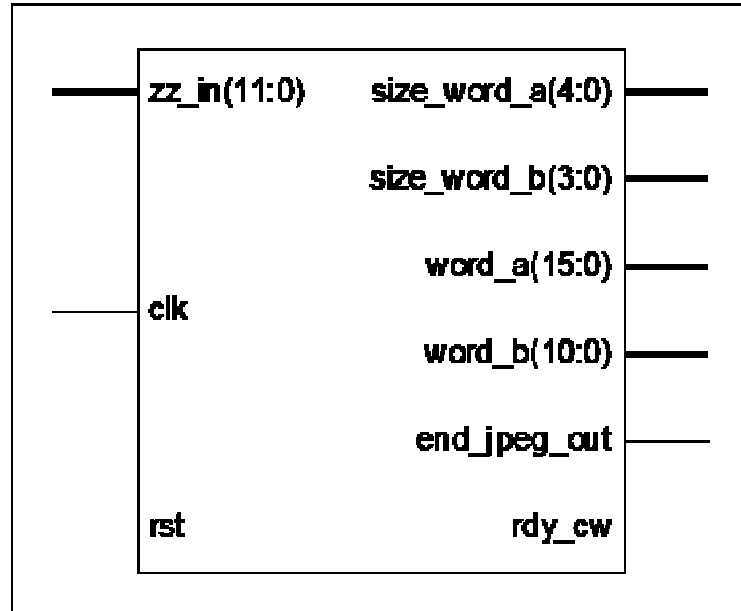 zz_in(11:0) size_word_a(4:0)
size_word_b(3:0)
word_a(15:0)
clk
word_b(10:0)
end_jpeg_out
rst rdy_cw